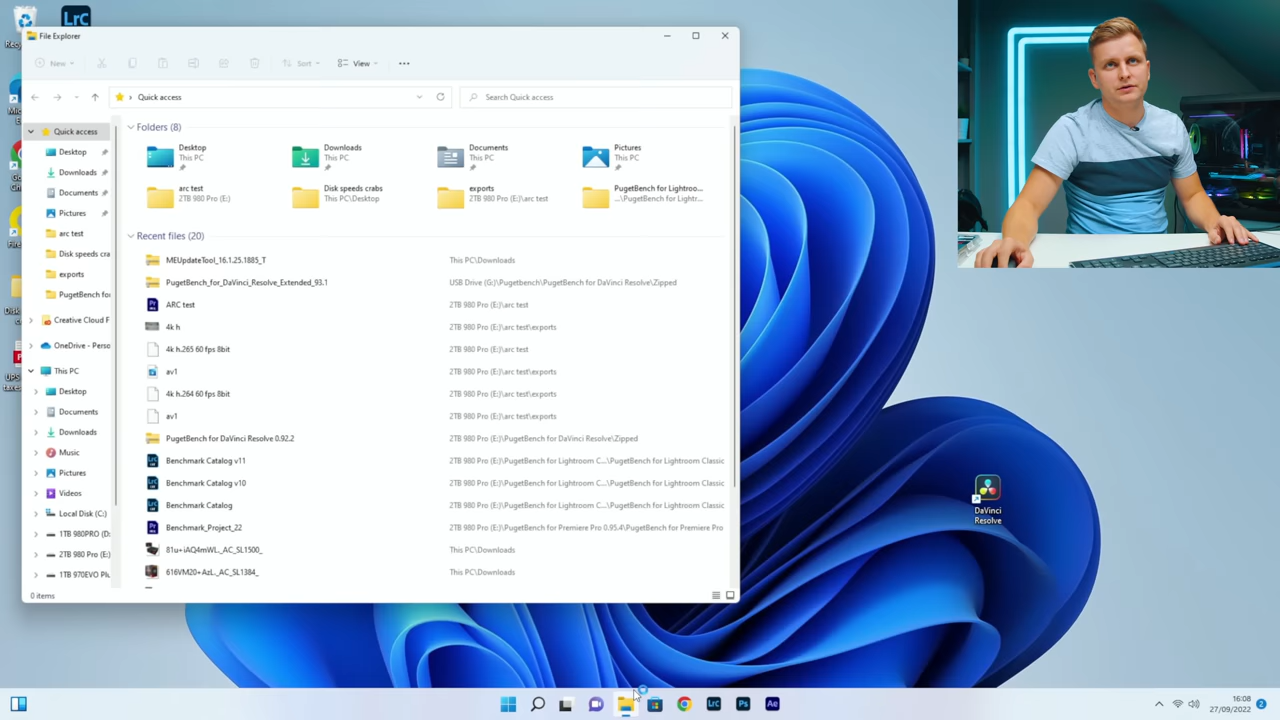 Lrc
Recy
File Explorer
New
Sort
View
Quick access
Search Quick access
Quick access
Desktop
Downloads
Documents
Pictures
arc test
Disk speeds cra
exports
PugetBench fo
Creative Cloud F
OneDrive - Perso
This PC
Desktop
Documents
Downloads
Music
Pictures
Videos
Local Disk (C:)
1TB 980PRO (D:
2TB 980 Pro (E:)
1TB 970EVO Plu
Folders (8)
Desktop
This PC
Downloads
This PC
Documents
This PC
Pictures
This PC
arc test
2TB 980 Pro (E:)
Disk speeds crabs
This PC\Desktop
exports
2TB 980 Pro (E:)\arc test
PugetBench for Lightroo...
...\PugetBench for Lightr...
Recent files (20)
MEUpdateTool_16.1.25.1885_T This PC\Downloads
PugetBench_for_DaVinci_Resolve_Extended_93.1 USB Drive (G:)\Pugetbench\PugetBench for DaVinci Resolve\Zipped
ARC test 2TB 980 Pro (E:)\arc test
4k h 2TB 980 Pro (E:)\arc test\exports
4k h.265 60 fps 8bit 2TB 980 Pro (E:)\arc test
av1 2TB 980 Pro (E:)\arc test\exports
4k h.264 60 fps 8bit 2TB 980 Pro (E:)\arc test\exports
av1 2TB 980 Pro (E:)\arc test\exports
PugetBench for DaVinci Resolve 0.92.2 2TB 980 Pro (E:)\PugetBench for DaVinci Resolve\Zipped
Benchmark Catalog v11 2TB 980 Pro (E:)\PugetBench for Lightroom C...\PugetBench for Lightroom Classic
Benchmark Catalog v10 2TB 980 Pro (E:)\PugetBench for Lightroom C...\PugetBench for Lightroom Classic
Benchmark Catalog 2TB 980 Pro (E:)\PugetBench for Lightroom C...\PugetBench for Lightroom Classic
Benchmark_Project_22 2TB 980 Pro (E:)\PugetBench for Premiere Pro 0.95.4\PugetBench for Premiere Pro
81u+iAQ4mWL._AC_SL1500_ This PC\Downloads
616VM20+AzL._AC_SL1384_ This PC\Downloads
0 items
DaVinci
Resolve
Lrc
Ps
Ae
16:08
27/09/2022
2